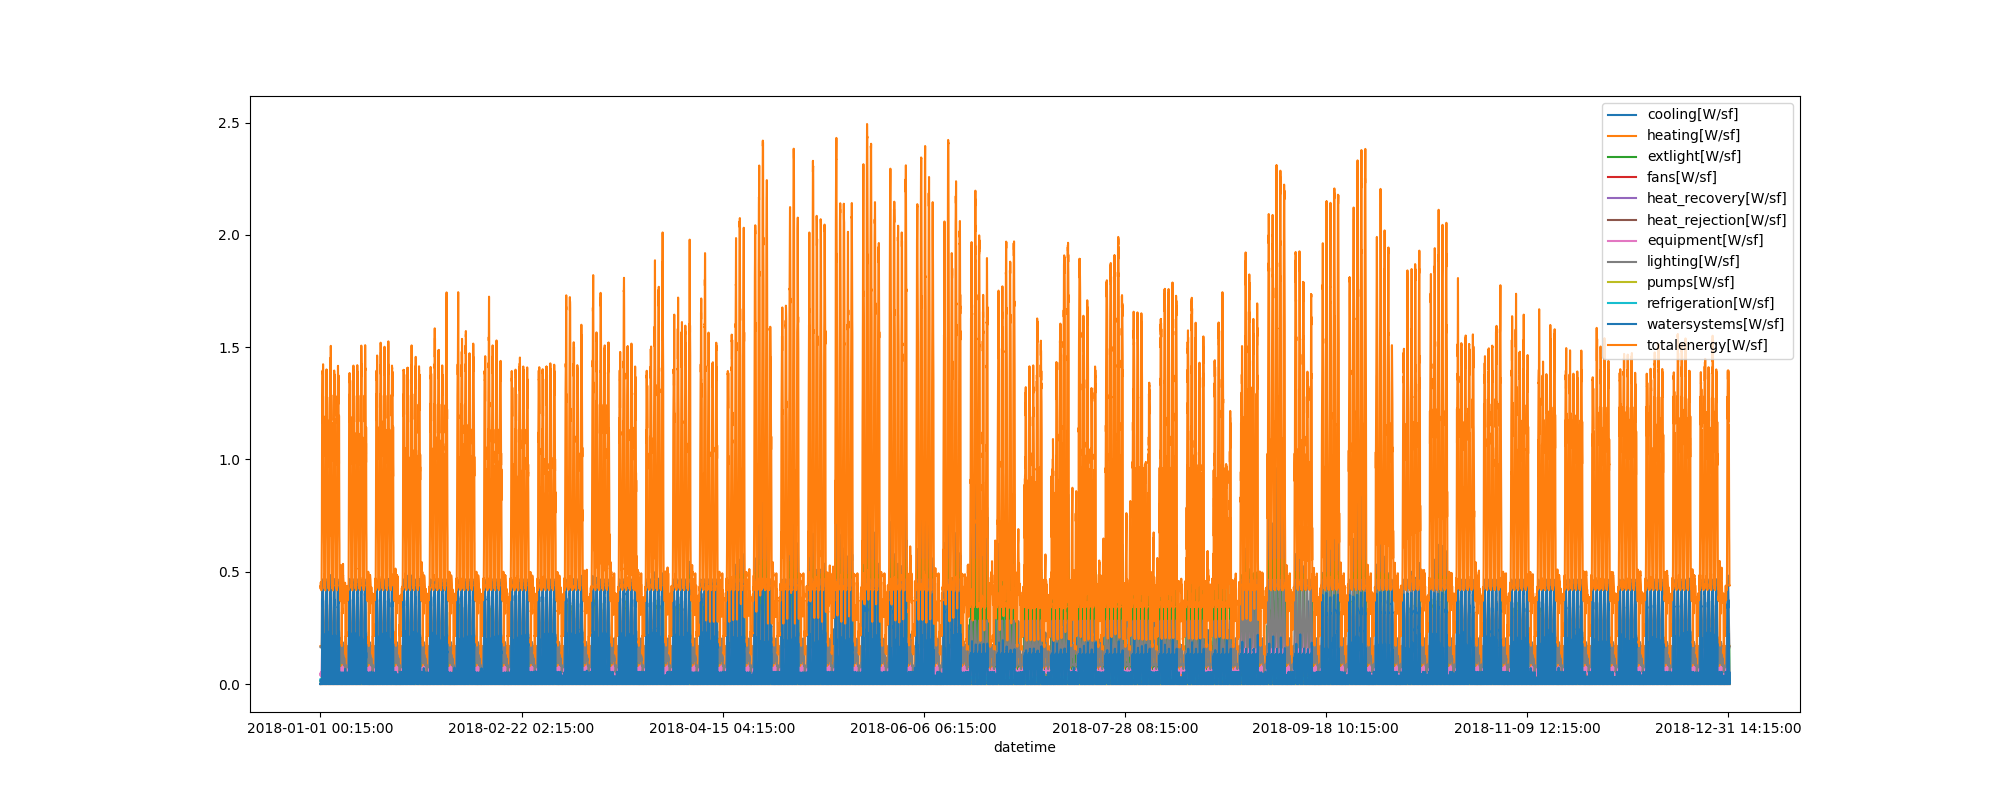 2.5
2.0
1.5
1.0
0.5
0.0
cooling[W/sf]
heating[W/sf]
extlight[W/sf]
fans[W/sf]
heat_recovery[W/sf]
heat_rejection[W/sf]
equipment[W/sf]
lighting[W/sf]
pumps[W/sf]
refrigeration[W/sf]
watersystems[W/sf]
totalenergy[W/sf]
2018-01-01 00:15:00 2018-02-22 02:15:00 2018-04-15 04:15:00 2018-06-06 06:15:00 2018-07-28 08:15:00 2018-09-18 10:15:00 2018-11-09 12:15:00 2018-12-31 14:15:00
datetime